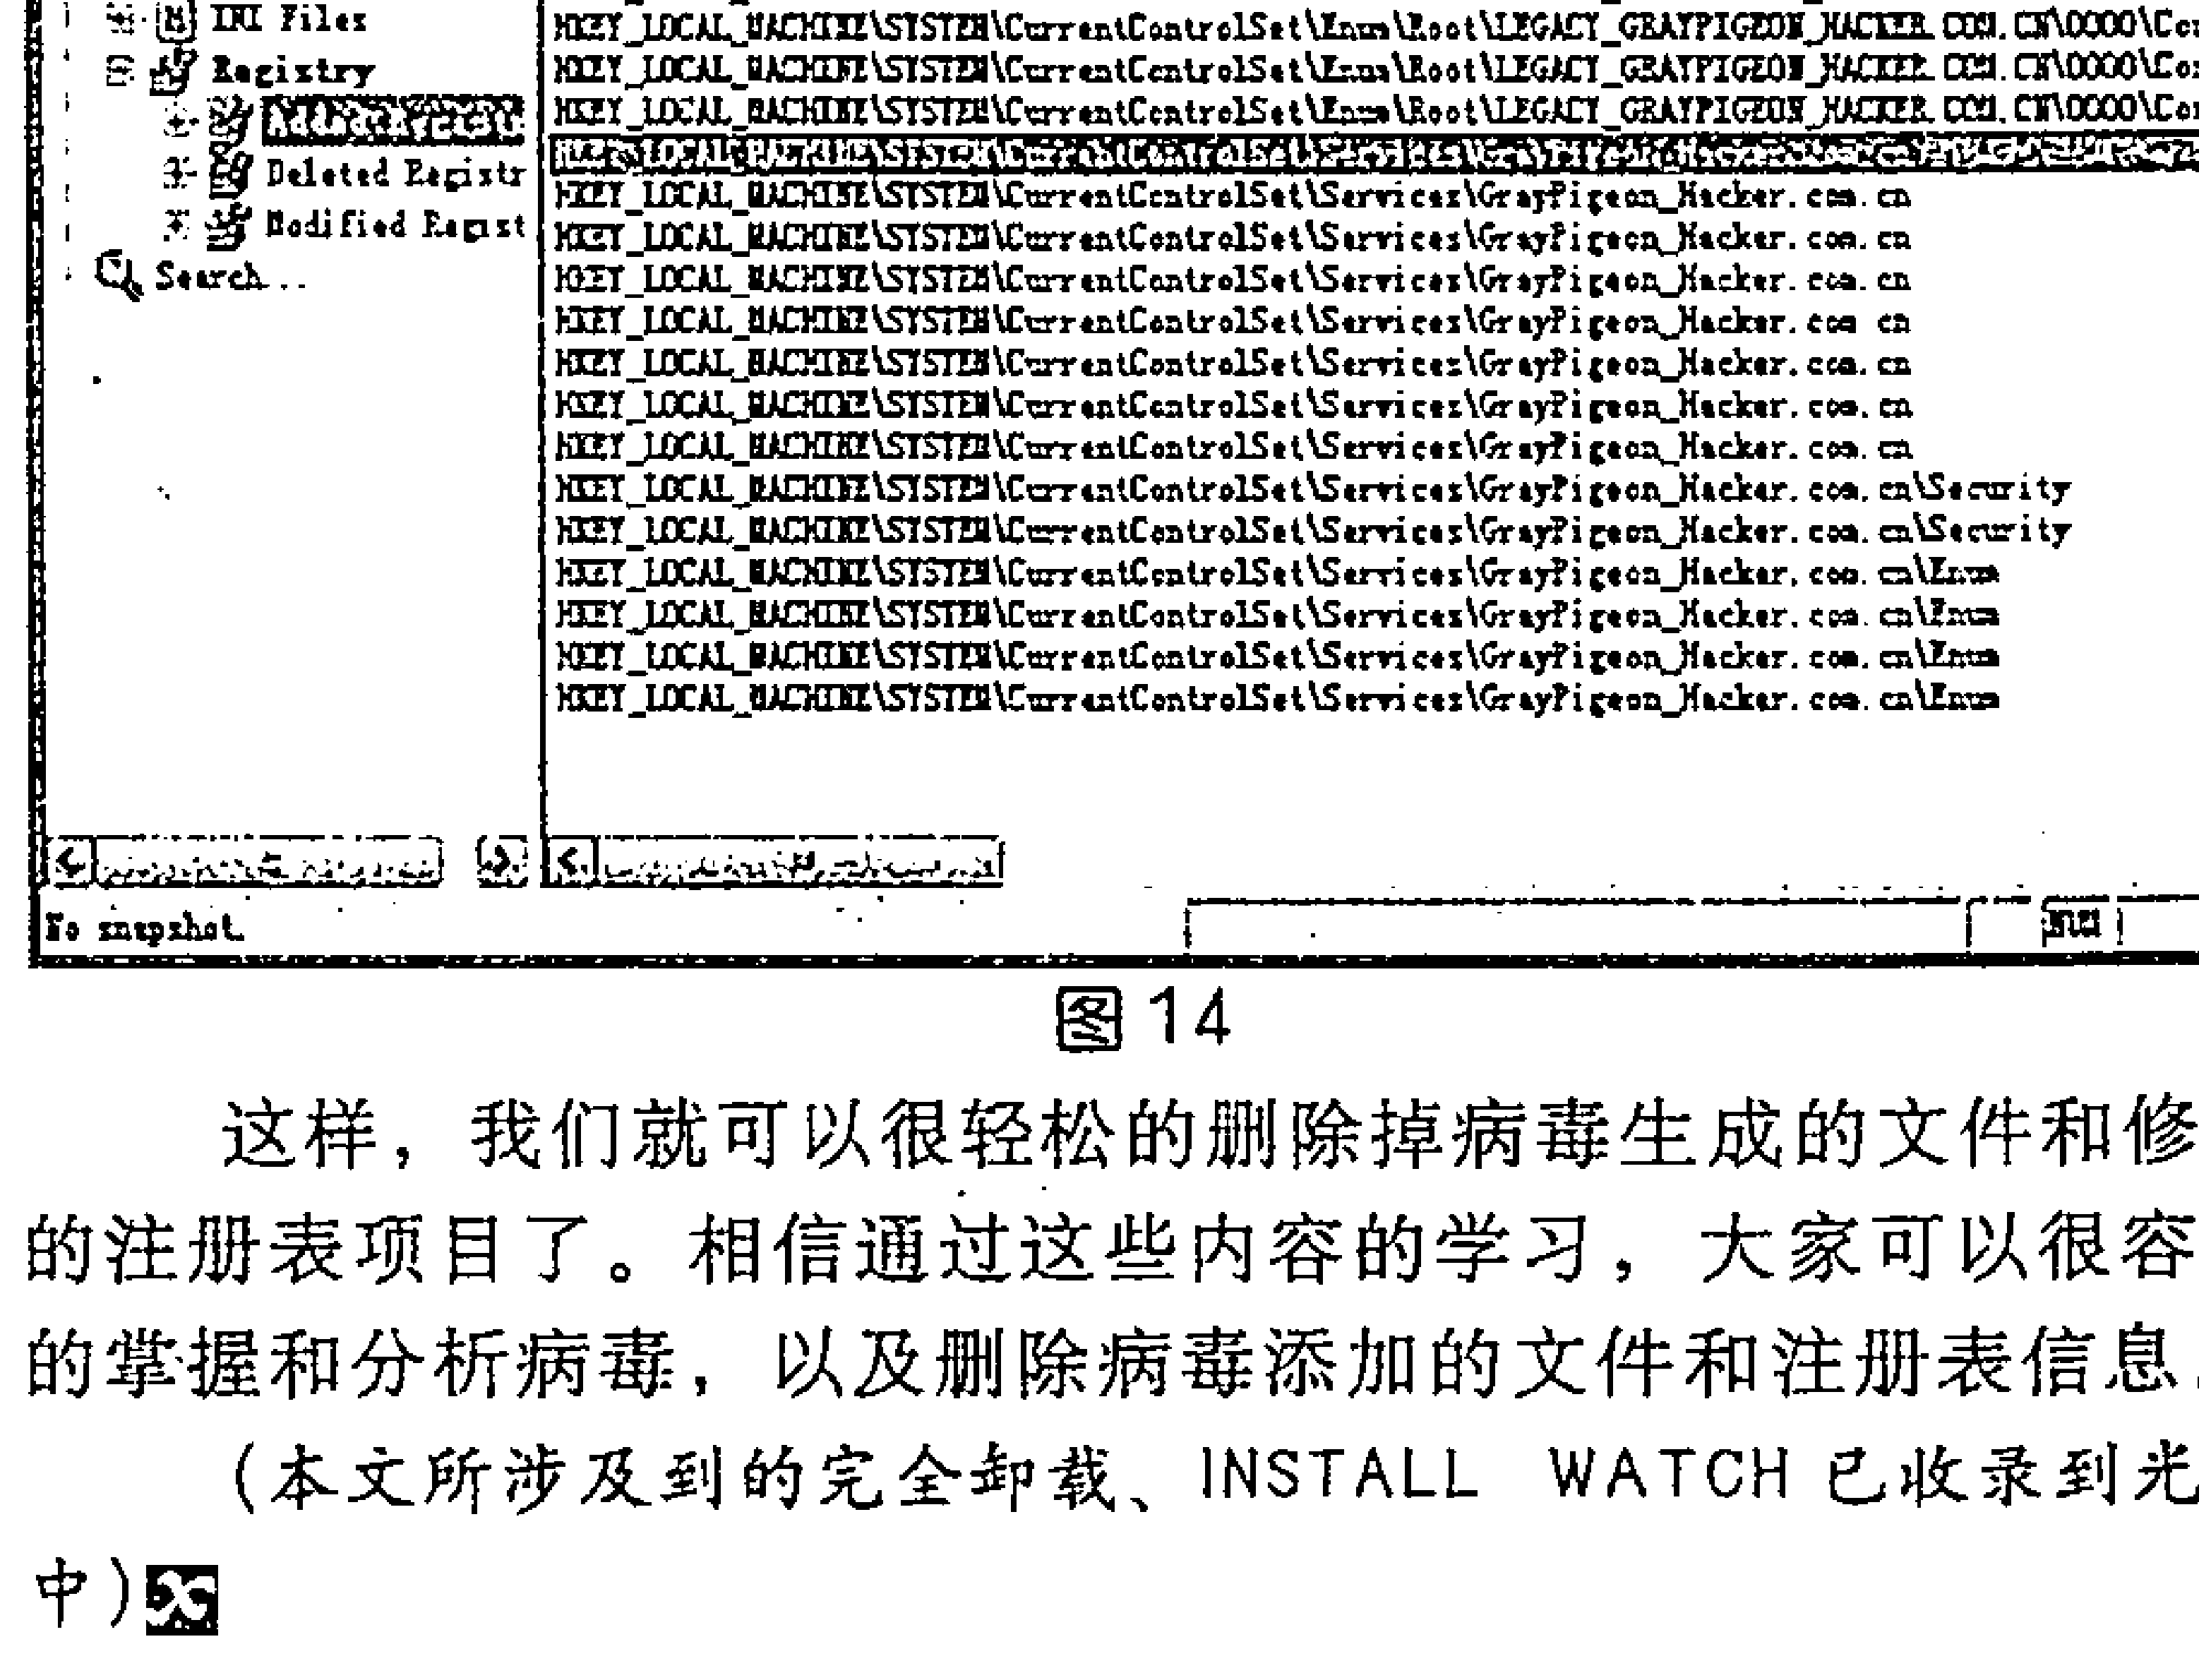 INI Files
Registry
Deleted Registr
Modified Regist
Search...
HKEY_LOCAL_MACHINE\SYSTEM\CurrentControlSet\Enum\Root\LEGACY_GRAYPIGEON_HACKER.COM.CN\0000\Con
HKEY_LOCAL_MACHINE\SYSTEM\CurrentControlSet\Enum\Root\LEGACY_GRAYPIGEON_HACKER.COM.CN\0000\Con
HKEY_LOCAL_MACHINE\SYSTEM\CurrentControlSet\Enum\Root\LEGACY_GRAYPIGEON_HACKER.COM.CN\0000\Con
HKEY_LOCAL_MACHINE\SYSTEM\CurrentControlSet\Services\GrayPigeon_Hacker.com.cn
HKEY_LOCAL_MACHINE\SYSTEM\CurrentControlSet\Services\GrayPigeon_Hacker.com.cn
HKEY_LOCAL_MACHINE\SYSTEM\CurrentControlSet\Services\GrayPigeon_Hacker.com.cn
HKEY_LOCAL_MACHINE\SYSTEM\CurrentControlSet\Services\GrayPigeon_Hacker.com.cn
HKEY_LOCAL_MACHINE\SYSTEM\CurrentControlSet\Services\GrayPigeon_Hacker.com.cn
HKEY_LOCAL_MACHINE\SYSTEM\CurrentControlSet\Services\GrayPigeon_Hacker.com.cn
HKEY_LOCAL_MACHINE\SYSTEM\CurrentControlSet\Services\GrayPigeon_Hacker.com.cn
HKEY_LOCAL_MACHINE\SYSTEM\CurrentControlSet\Services\GrayPigeon_Hacker.com.cn\Security
HKEY_LOCAL_MACHINE\SYSTEM\CurrentControlSet\Services\GrayPigeon_Hacker.com.cn\Security
HKEY_LOCAL_MACHINE\SYSTEM\CurrentControlSet\Services\GrayPigeon_Hacker.com.cn\Enum
HKEY_LOCAL_MACHINE\SYSTEM\CurrentControlSet\Services\GrayPigeon_Hacker.com.cn\Enum
HKEY_LOCAL_MACHINE\SYSTEM\CurrentControlSet\Services\GrayPigeon_Hacker.com.cn\Enum
HKEY_LOCAL_MACHINE\SYSTEM\CurrentControlSet\Services\GrayPigeon_Hacker.com.cn\Enum
No snapshot.
NUM
图 14
这样，我们就可以很轻松的删除掉病毒生成的文件和修
的注册表项目了。相信通过这些内容的学习，大家可以很容
的掌握和分析病毒，以及删除病毒添加的文件和注册表信息
（本文所涉及到的完全卸载、INSTALL WATCH 已收录到光
中）